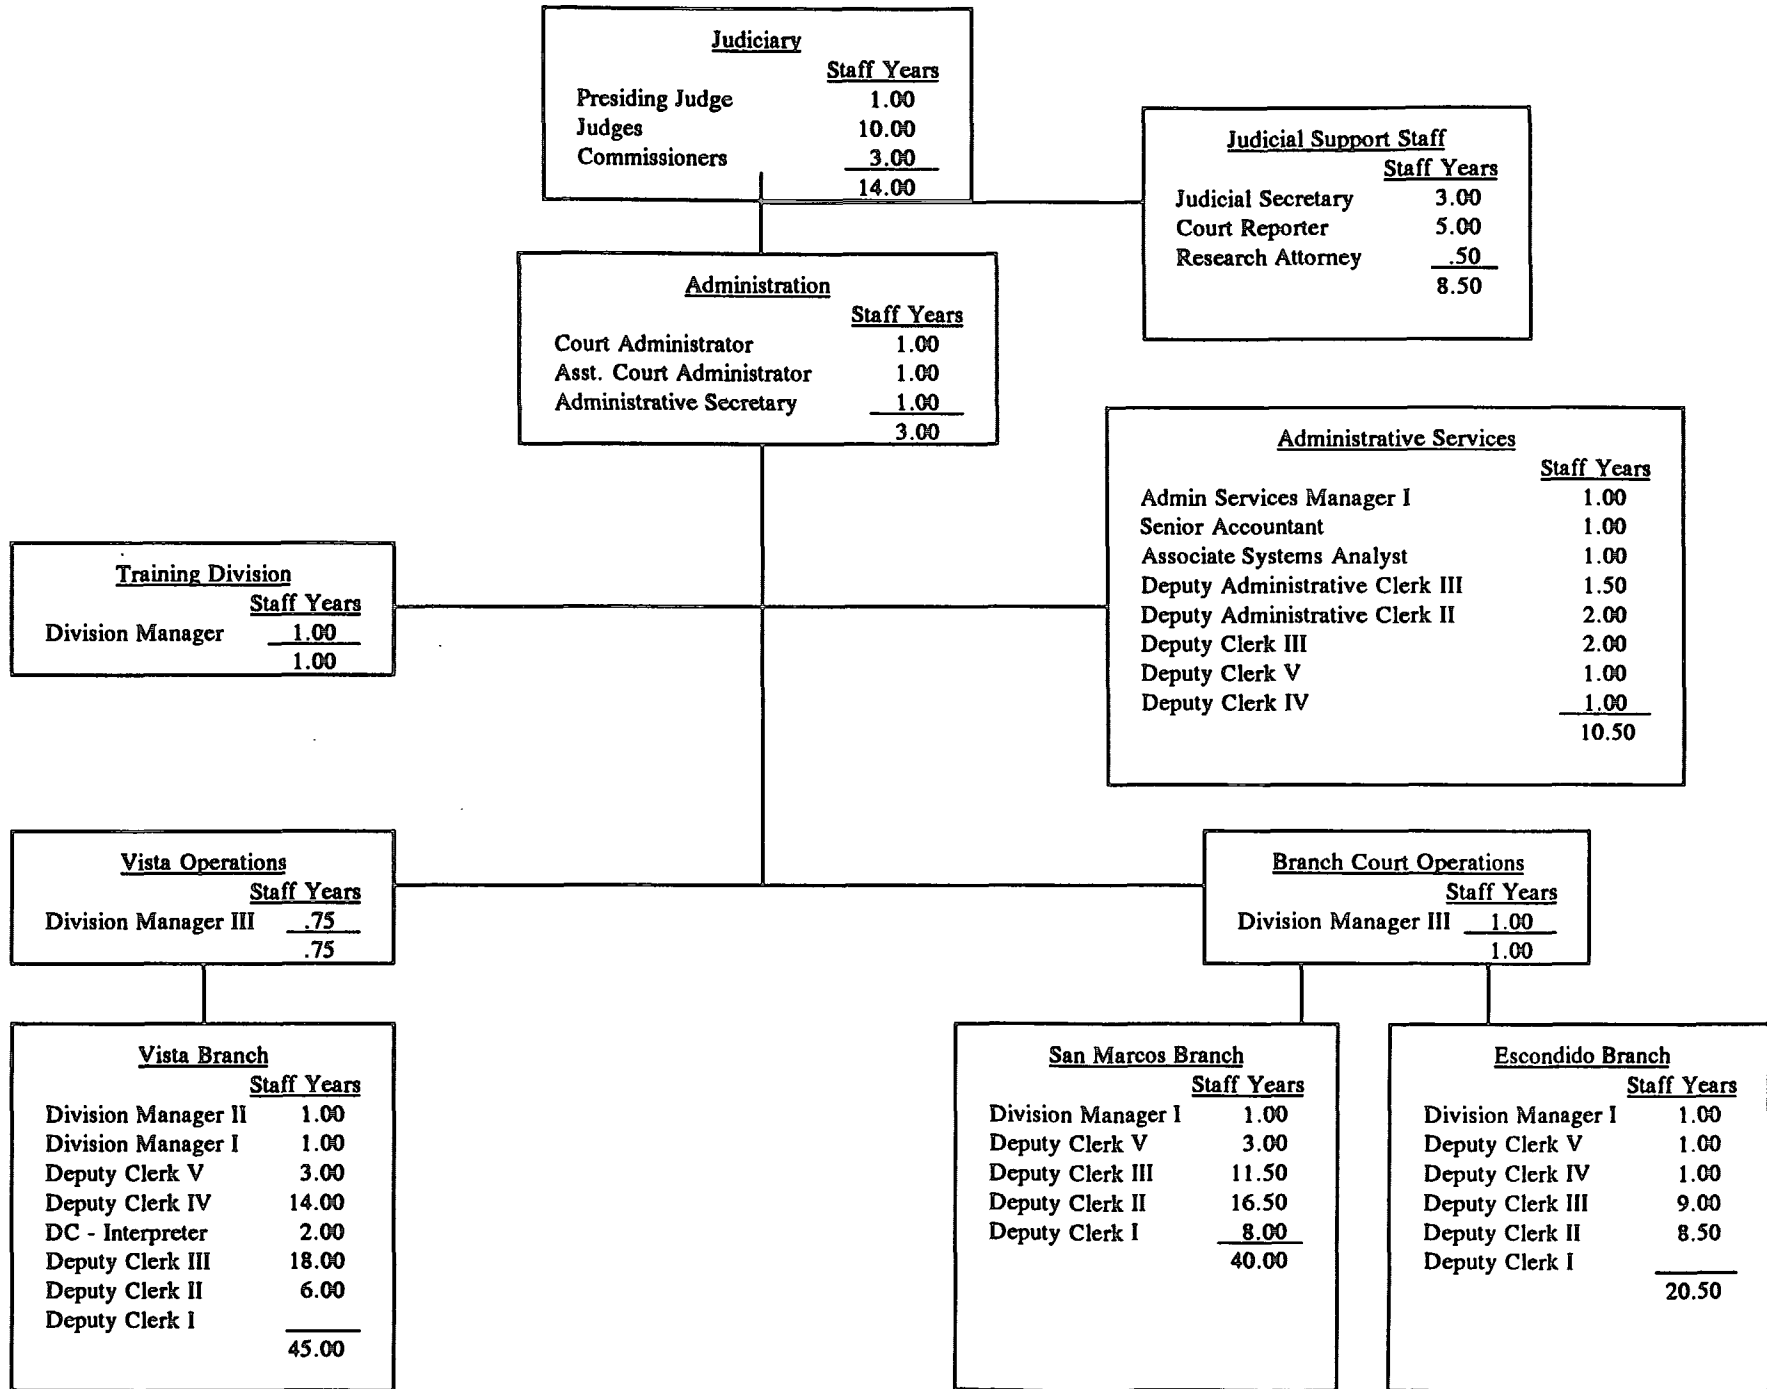 Judiciary
Staff Years
Presiding Judge 1.00
Judges 10.00
Commissioners 3.00
14.00
Judicial Support Staff
Staff Years
Judicial Secretary 3.00
Court Reporter 5.00
Research Attorney .50
8.50
Administration
Staff Years
Court Administrator 1.00
Asst. Court Administrator 1.00
Administrative Secretary 1.00
3.00
Administrative Services
Staff Years
Admin Services Manager I 1.00
Senior Accountant 1.00
Associate Systems Analyst 1.00
Deputy Administrative Clerk III 1.50
Deputy Administrative Clerk II 2.00
Deputy Clerk III 2.00
Deputy Clerk V 1.00
Deputy Clerk IV 1.00
10.50
Training Division
Staff Years
Division Manager 1.00
1.00
Vista Operations
Staff Years
Division Manager III .75
.75
Branch Court Operations
Staff Years
Division Manager III 1.00
1.00
Vista Branch
Staff Years
Division Manager II 1.00
Division Manager I 1.00
Deputy Clerk V 3.00
Deputy Clerk IV 14.00
DC - Interpreter 2.00
Deputy Clerk III 18.00
Deputy Clerk II 6.00
Deputy Clerk I
45.00
San Marcos Branch
Staff Years
Division Manager I 1.00
Deputy Clerk V 3.00
Deputy Clerk III 11.50
Deputy Clerk II 16.50
Deputy Clerk I 8.00
40.00
Escondido Branch
Staff Years
Division Manager I 1.00
Deputy Clerk V 1.00
Deputy Clerk IV 1.00
Deputy Clerk III 9.00
Deputy Clerk II 8.50
Deputy Clerk I
20.50